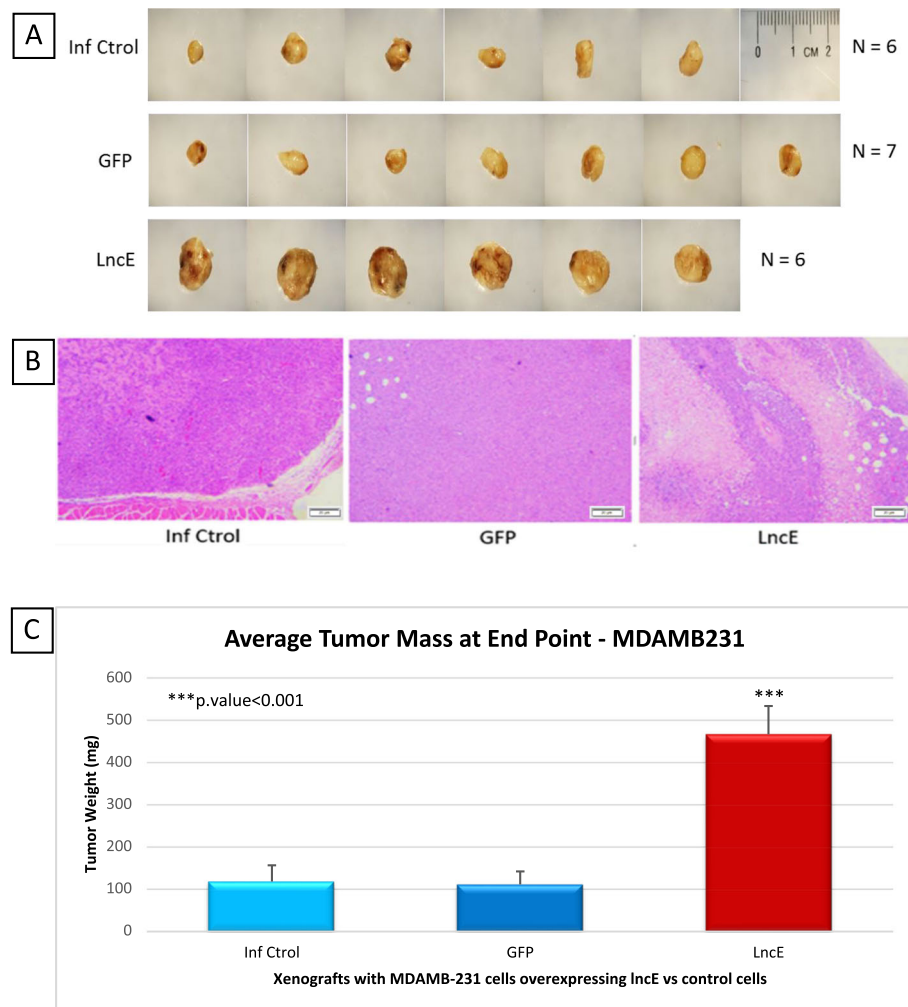 A
Inf Ctrol
0 1 CM 2
N = 6
GFP
N = 7
LncE
N = 6
B
Inf Ctrol
GFP
LncE
C
Average Tumor Mass at End Point - MDAMB231
***p.value<0.001
***
600
500
400
300
200
100
0
Tumor Weight (mg)
Inf Ctrol
GFP
LncE
Xenografts with MDAMB-231 cells overexpressing lncE vs control cells